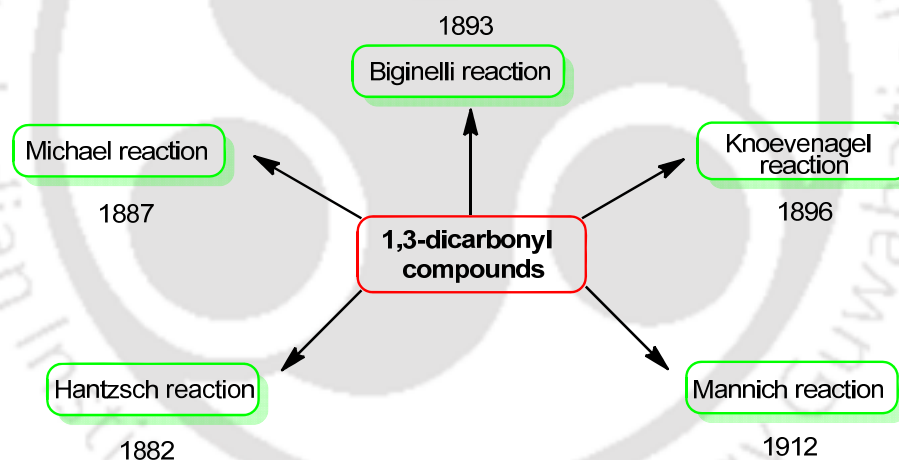 1893
Biginelli reaction
Michael reaction
1887
Knoevenagel
reaction
1896
1,3-dicarbonyl
compounds
Hantzsch reaction
1882
Mannich reaction
1912